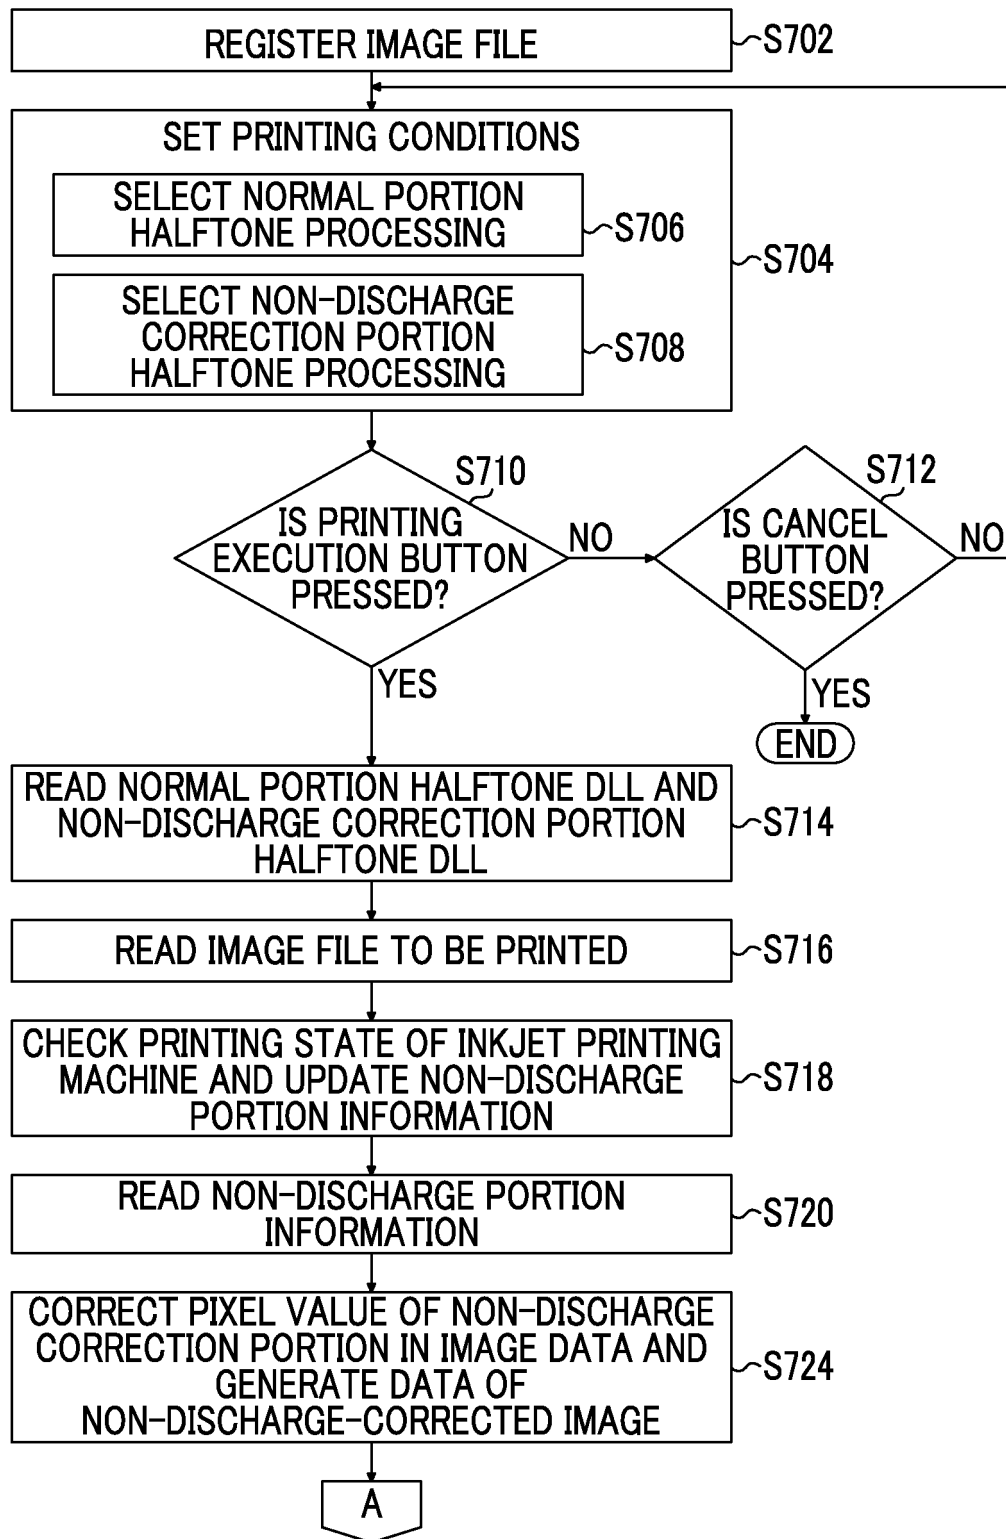 REGISTER IMAGE FILE
S702
SET PRINTING CONDITIONS
SELECT NORMAL PORTION
HALFTONE PROCESSING
S706
S704
SELECT NON-DISCHARGE
CORRECTION PORTION
HALFTONE PROCESSING
S708
S710
IS PRINTING
EXECUTION BUTTON
PRESSED?
NO
S712
IS CANCEL
BUTTON
PRESSED?
NO
YES
YES
END
READ NORMAL PORTION HALFTONE DLL AND
NON-DISCHARGE CORRECTION PORTION
HALFTONE DLL
S714
READ IMAGE FILE TO BE PRINTED
S716
CHECK PRINTING STATE OF INKJET PRINTING
MACHINE AND UPDATE NON-DISCHARGE
PORTION INFORMATION
S718
READ NON-DISCHARGE PORTION
INFORMATION
S720
CORRECT PIXEL VALUE OF NON-DISCHARGE
CORRECTION PORTION IN IMAGE DATA AND
GENERATE DATA OF
NON-DISCHARGE-CORRECTED IMAGE
S724
A